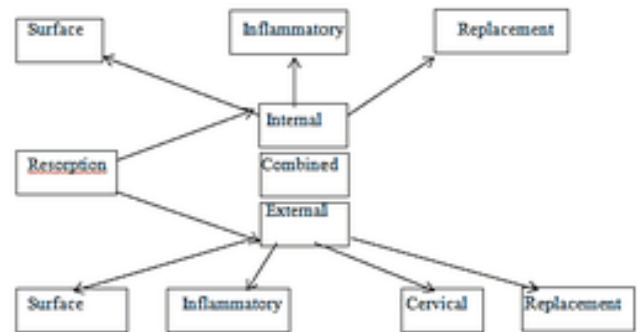 Surface
Inflammatory
Replacement
Internal
Resorption
Combined
External
Surface
Inflammatory
Cervical
Replacement